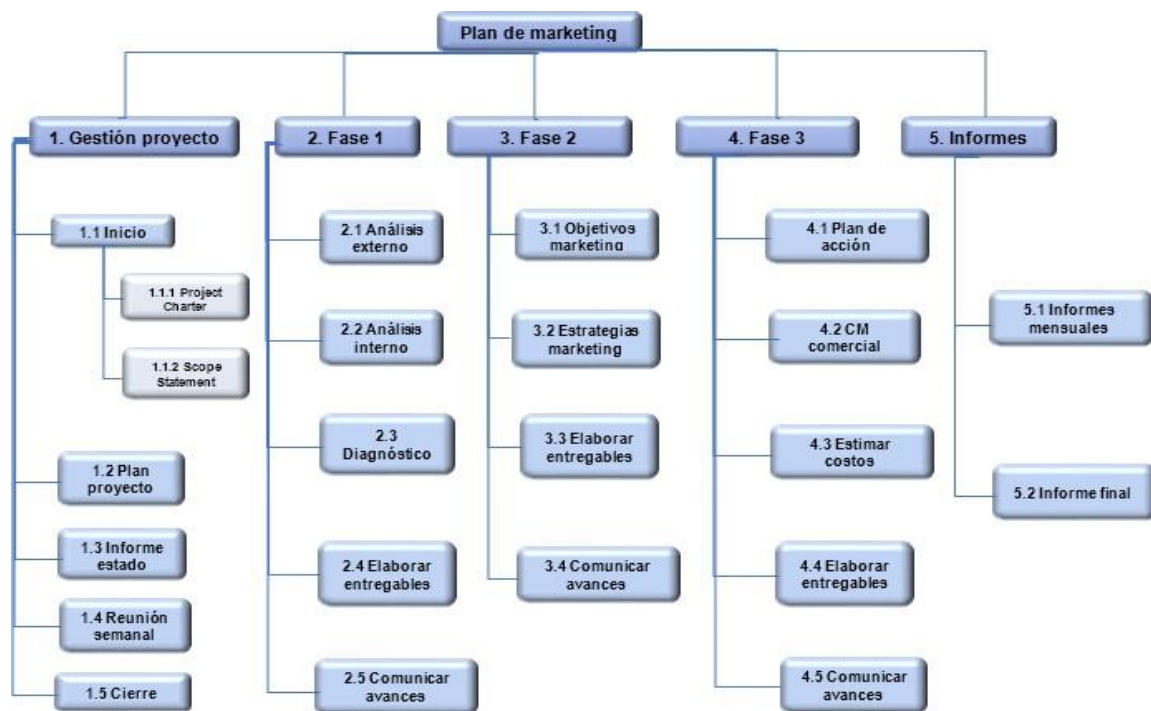 Plan de marketing
1. Gestión proyecto
1.1 Inicio
1.1.1 Project
Charter
1.1.2 Scope
Statement
1.2 Plan
proyecto
1.3 Informe
estado
1.4 Reunión
semanal
1.5 Cierre
2. Fase 1
2.1 Análisis
externo
2.2 Análisis
interno
2.3
Diagnóstico
2.4 Elaborar
entregables
2.5 Comunicar
avances
3. Fase 2
3.1 Objetivos
marketing
3.2 Estrategias
marketing
3.3 Elaborar
entregables
3.4 Comunicar
avances
4. Fase 3
4.1 Plan de
acción
4.2 CM
comercial
4.3 Estimar
costos
4.4 Elaborar
entregables
4.5 Comunicar
avances
5. Informes
5.1 Informes
mensuales
5.2 Informe final